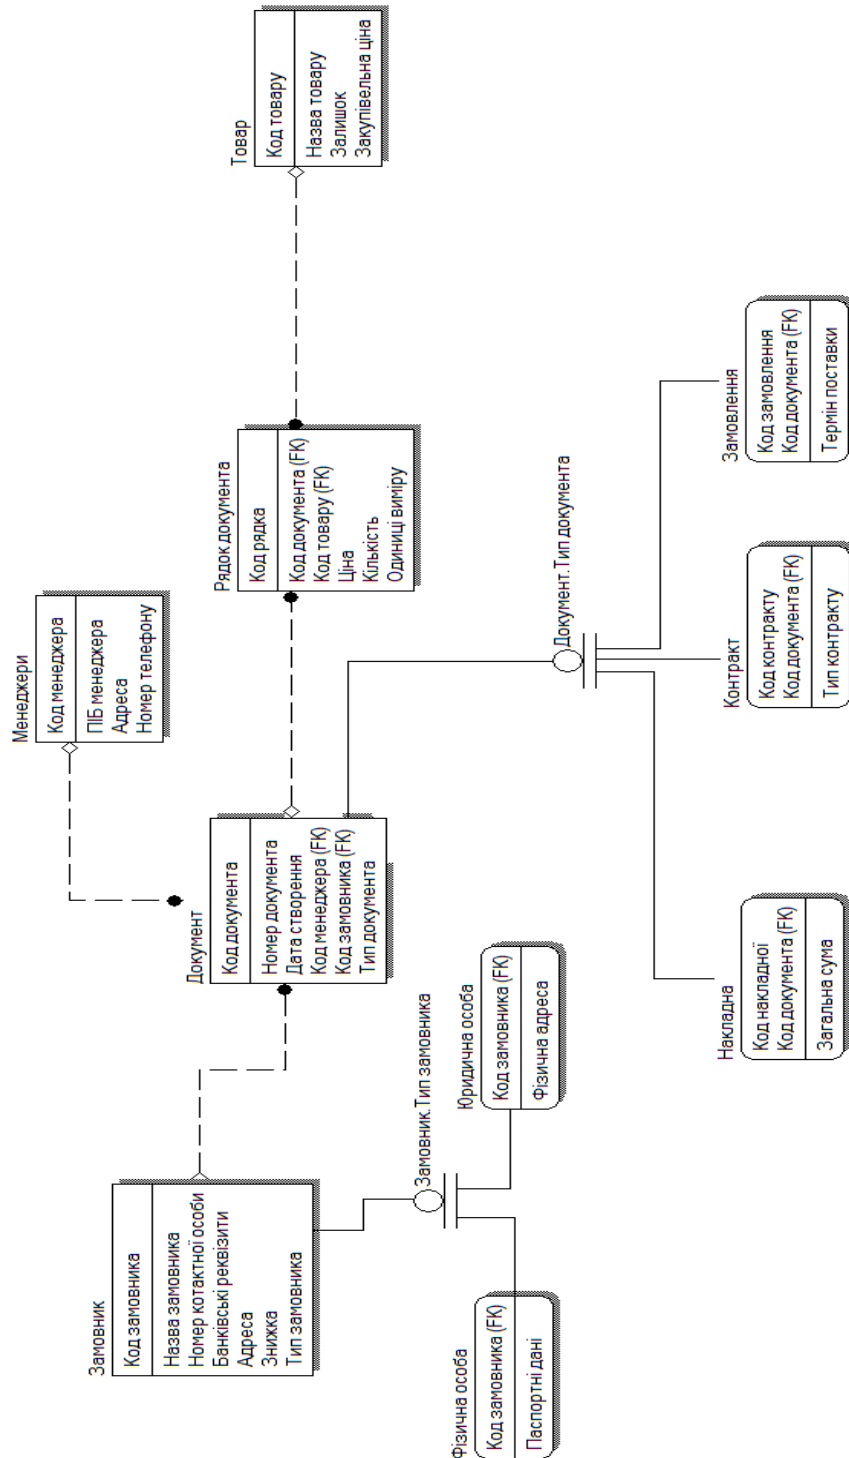 Менеджери
Код менеджера
ПІБ менеджера
Адреса
Номер телефону
Замовник
Код замовника
Назва замовника
Номер котактної особи
Банківські реквізити
Адреса
Знижка
Тип замовника
Документ
Код документа
Номер документа
Дата створення
Код менеджера (FK)
Код замовника (FK)
Тип документа
Рядок документа
Код рядка
Код документа (FK)
Код товару (FK)
Ціна
Кількість
Одиниці виміру
Товар
Код товару
Назва товару
Залишок
Закупівельна ціна
Замовник.Тип замовника
Фізична особа
Код замовника (FK)
Паспортні дані
Юридична особа
Код замовника (FK)
Фізична адреса
Документ.Тип документа
Накладна
Код накладної
Код документа (FK)
Загальна сума
Контракт
Код контракту
Код документа (FK)
Тип контракту
Замовлення
Код замовлення
Код документа (FK)
Термін поставки